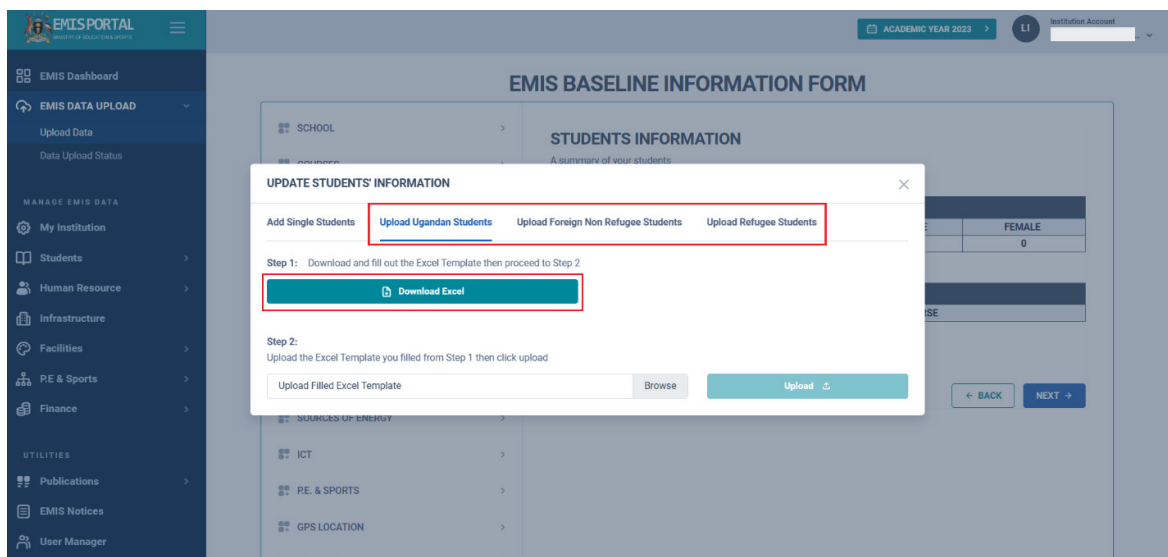 EMIS PORTAL
MINISTRY OF EDUCATION & SPORTS
ACADEMIC YEAR 2023
LI
Institution Account
EMIS Dashboard
EMIS DATA UPLOAD
Upload Data
Data Upload Status
MANAGE EMIS DATA
My Institution
Students
Human Resource
Infrastructure
Facilities
P.E & Sports
Finance
UTILITIES
Publications
EMIS Notices
User Manager
EMIS BASELINE INFORMATION FORM
SCHOOL
COURSES
STUDENTS INFORMATION
A summary of your students
UPDATE STUDENTS' INFORMATION
Add Single Students
Upload Ugandan Students
Upload Foreign Non Refugee Students
Upload Refugee Students
Step 1: Download and fill out the Excel Template then proceed to Step 2
Download Excel
Step 2:
Upload the Excel Template you filled from Step 1 then click upload
Upload Filled Excel Template
Browse
Upload
E
FEMALE
0
RSE
BACK
NEXT
SOURCES OF ENERGY
ICT
P.E. & SPORTS
GPS LOCATION